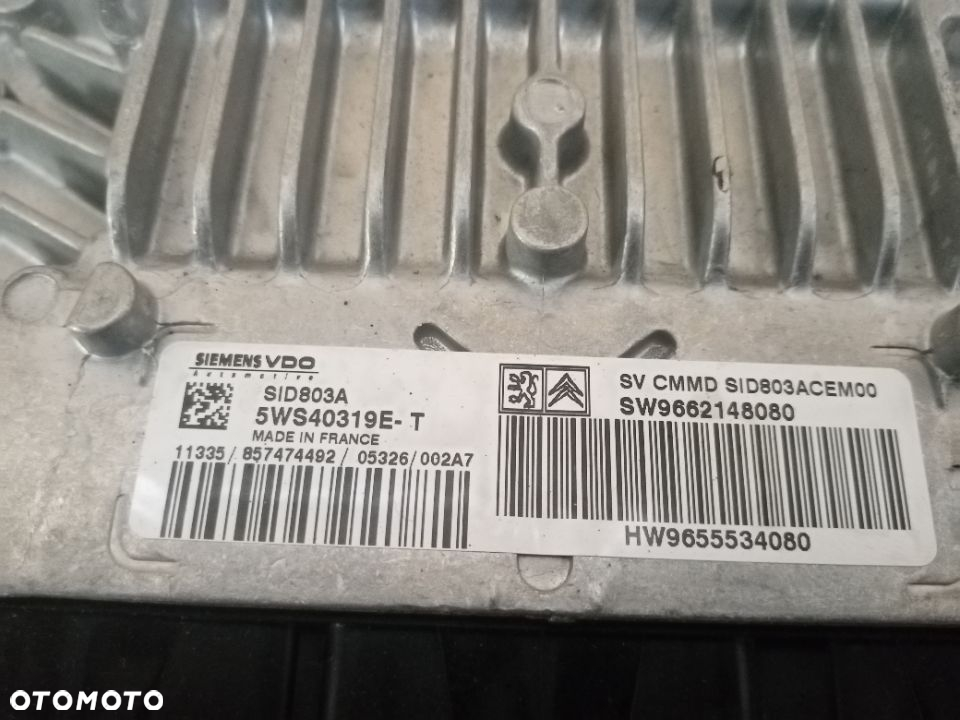 SIEMENS VDO
Automotive
SID803A
5WS40319E- T
MADE IN FRANCE
11335/ 857474492/ 05326/002A7
SV CMMD SID803ACEM00
SW9662148080
HW9655534080
OTOMOTO